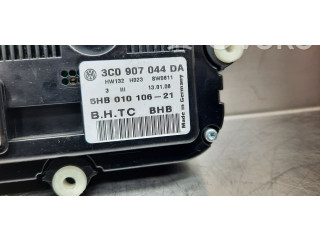 3C0 907 044 DA
HW132 H023 SW0811
3 III 13.01.08
5HB 010 106-21
B.H.TC BHB
Made in Germany